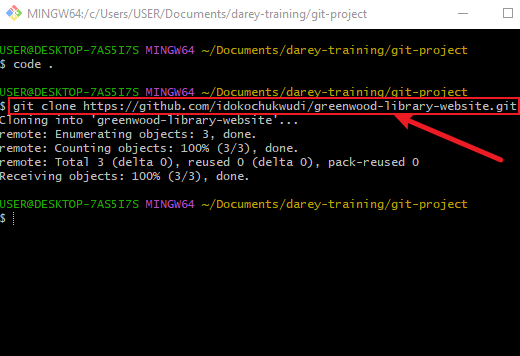 MINGW64:/c/Users/USER/Documents/darey-training/git-project
USER@DESKTOP-7AS5I7S MINGW64 ~/Documents/darey-training/git-project
$ code .
USER@DESKTOP-7AS5I7S MINGW64 ~/Documents/darey-training/git-project
$ git clone https://github.com/idokochukwudi/greenwood-library-website.git
Cloning into 'greenwood-library-website'...
remote: Enumerating objects: 3, done.
remote: Counting objects: 100% (3/3), done.
remote: Total 3 (delta 0), reused 0 (delta 0), pack-reused 0
Receiving objects: 100% (3/3), done.
USER@DESKTOP-7AS5I7S MINGW64 ~/Documents/darey-training/git-project
$